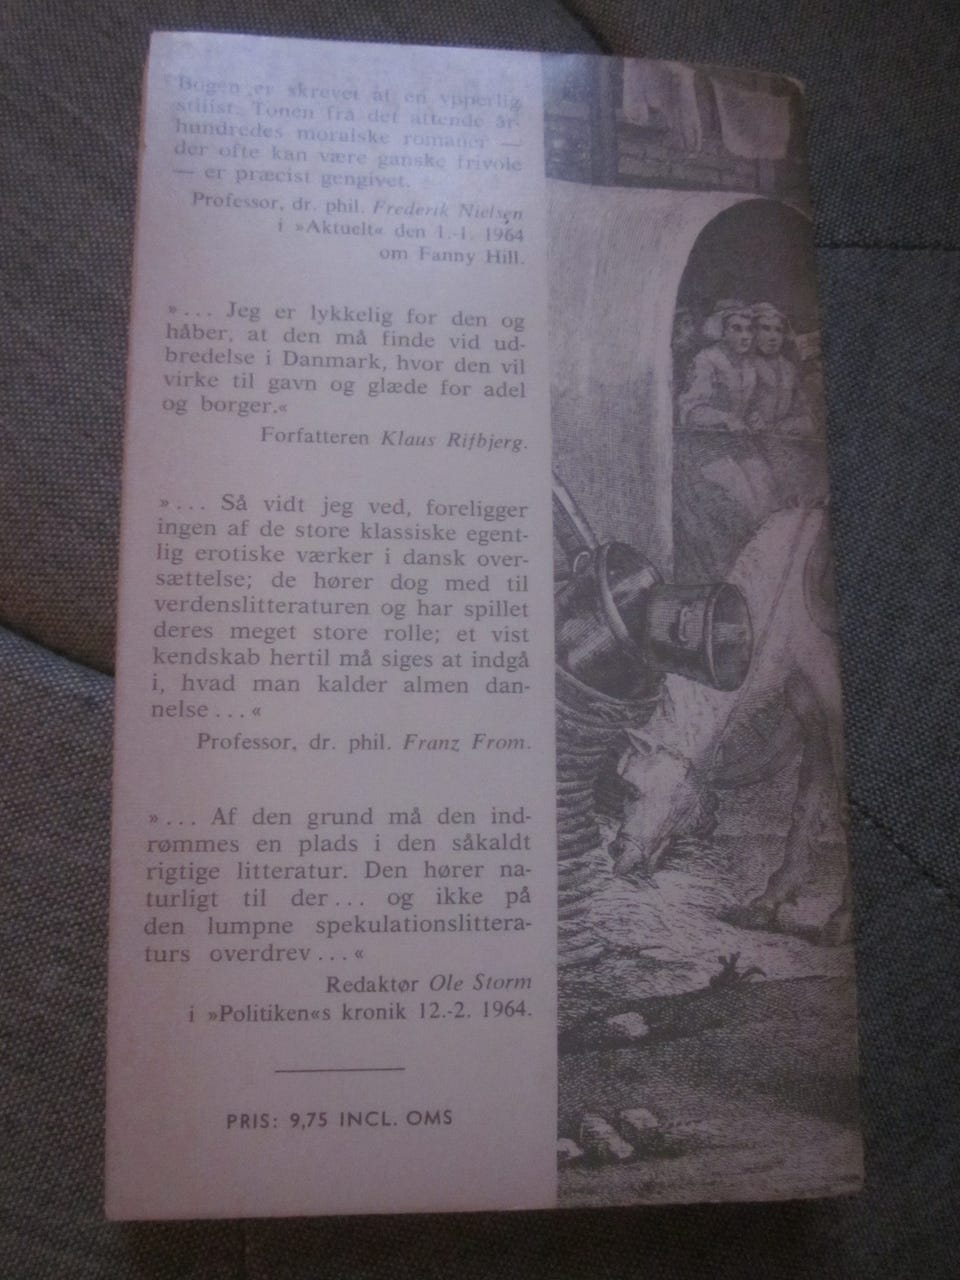 Bogen er skrevet af en ypperlig
stilist. Tonen fra det attende år-
hundredes moralske romaner —
der ofte kan være ganske frivole
— er præcist gengivet.
Professor, dr. phil. Frederik Nielsen
i »Aktuelt« den 1.-1. 1964
om Fanny Hill.
»... Jeg er lykkelig for den og
håber, at den må finde vid ud-
bredelse i Danmark, hvor den vil
virke til gavn og glæde for adel
og borger.«
Forfatteren Klaus Rifbjerg.
»... Så vidt jeg ved, foreligger
ingen af de store klassiske egent-
lig erotiske værker i dansk over-
sættelse; de hører dog med til
verdenslitteraturen og har spillet
deres meget store rolle; et vist
kendskab hertil må siges at indgå
i, hvad man kalder almen dan-
nelse...«
Professor, dr. phil. Franz From.
»... Af den grund må den ind-
rømmes en plads i den såkaldt
rigtige litteratur. Den hører na-
turligt til der... og ikke på
den lumpne spekulationslittera-
turs overdrev...«
Redaktør Ole Storm
i »Politiken«s kronik 12.-2. 1964.
PRIS: 9,75 INCL. OMS